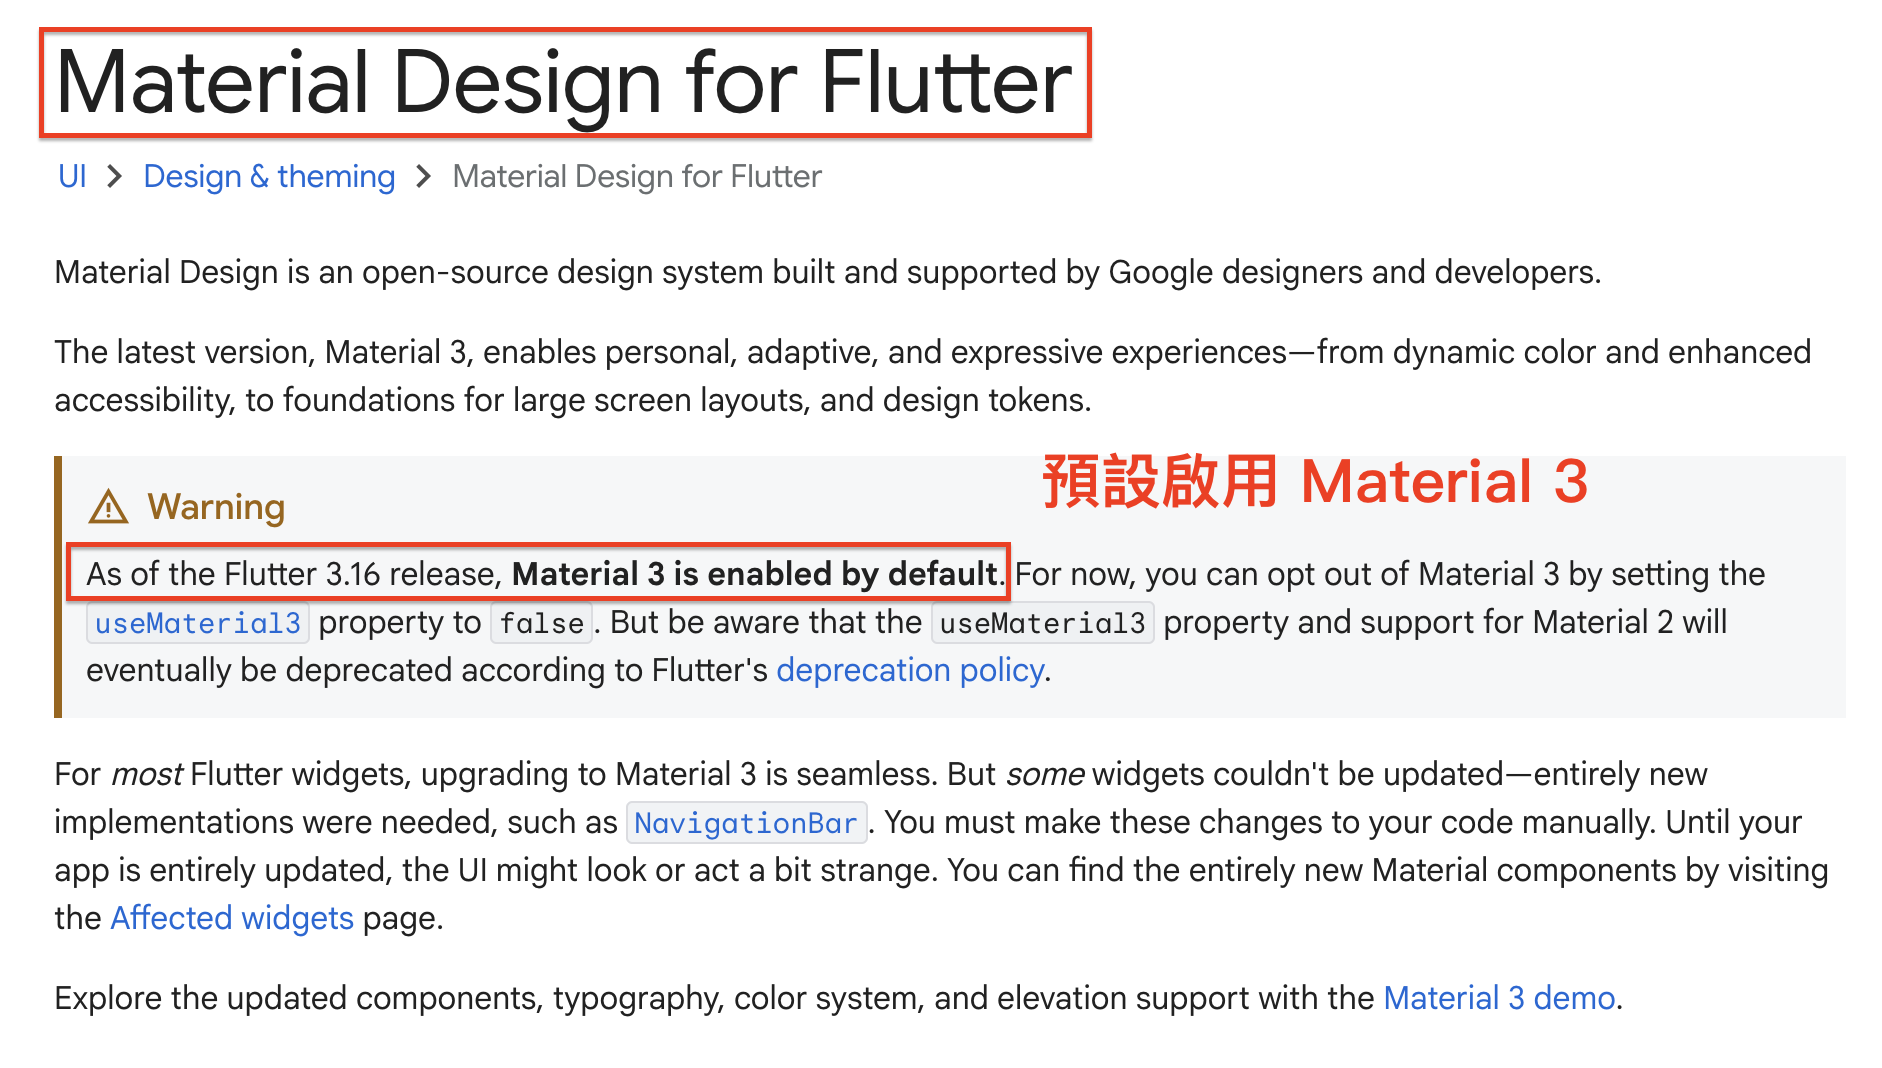 Material Design for Flutter
UI > Design & theming > Material Design for Flutter
Material Design is an open-source design system built and supported by Google designers and developers.
The latest version, Material 3, enables personal, adaptive, and expressive experiences—from dynamic color and enhanced
accessibility, to foundations for large screen layouts, and design tokens.
預設啟用 Material 3
Warning
As of the Flutter 3.16 release, Material 3 is enabled by default. For now, you can opt out of Material 3 by setting the
useMaterial3 property to false. But be aware that the useMaterial3 property and support for Material 2 will
eventually be deprecated according to Flutter's deprecation policy.
For most Flutter widgets, upgrading to Material 3 is seamless. But some widgets couldn't be updated—entirely new
implementations were needed, such as NavigationBar. You must make these changes to your code manually. Until your
app is entirely updated, the UI might look or act a bit strange. You can find the entirely new Material components by visiting
the Affected widgets page.
Explore the updated components, typography, color system, and elevation support with the Material 3 demo.